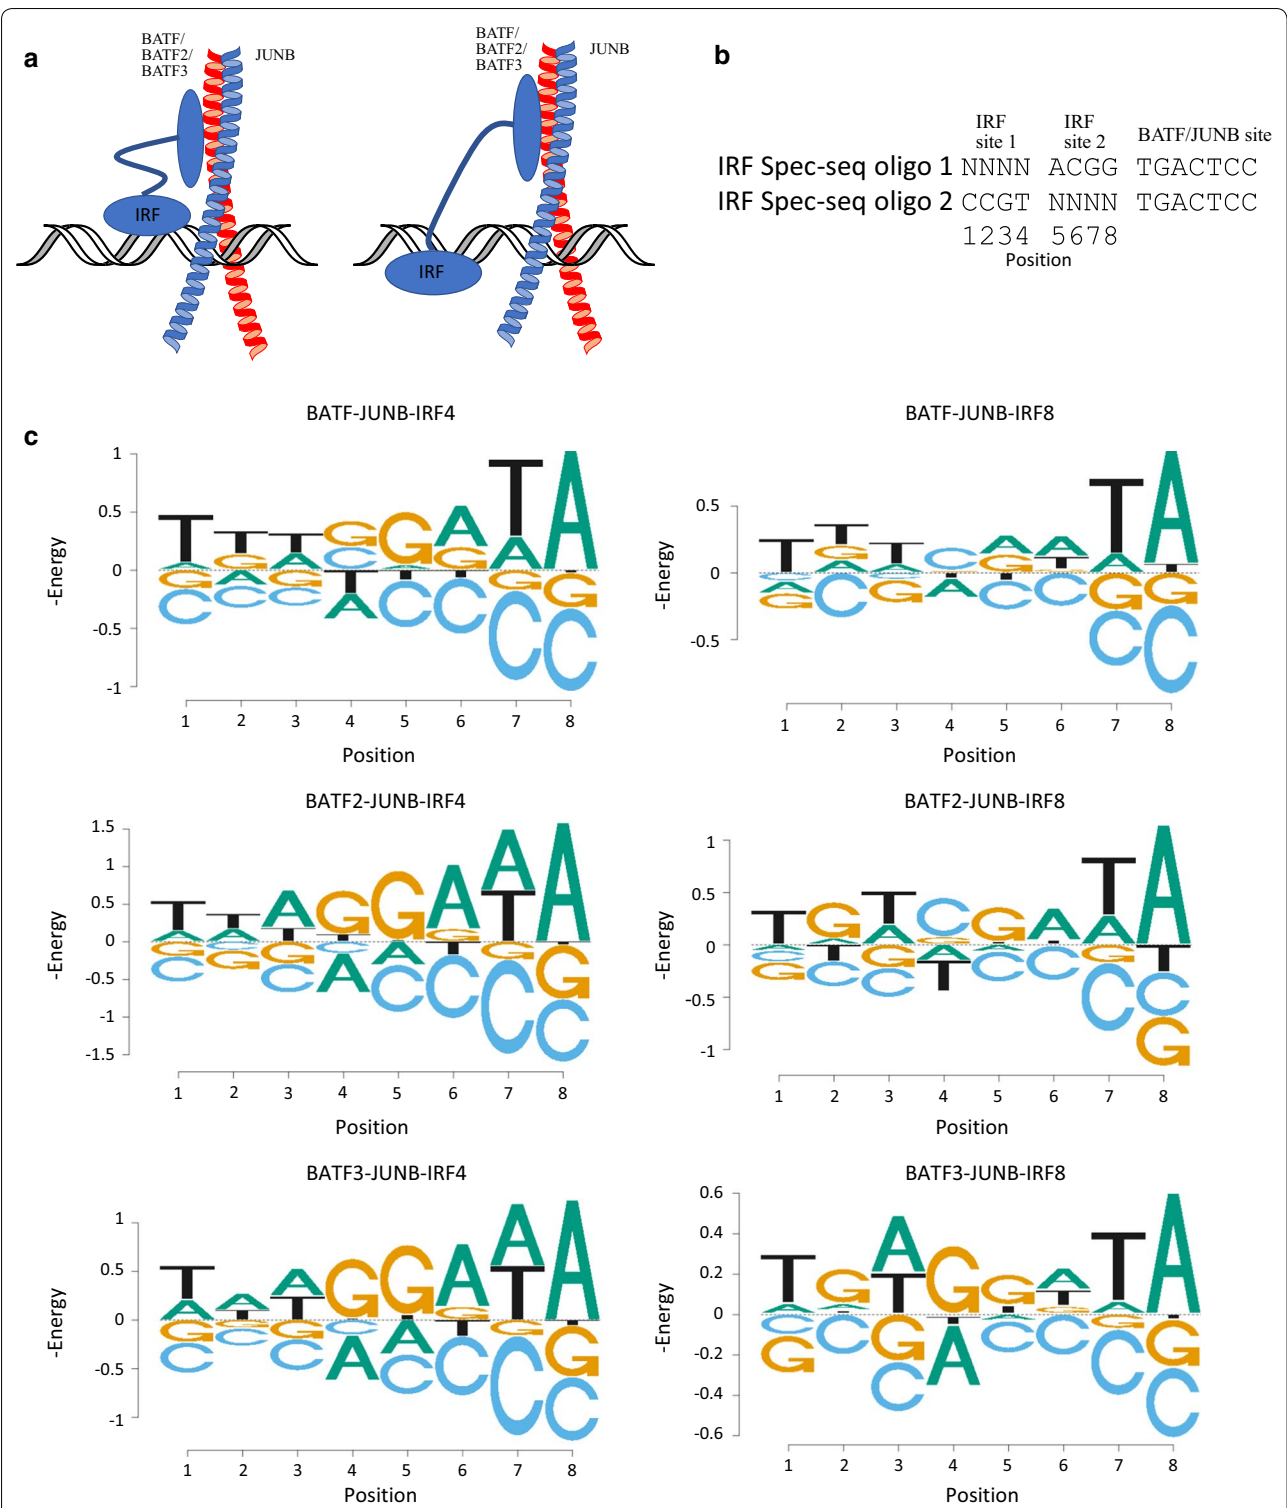 a
BATF/
BATF2/
BATF3
JUNB
IRF
BATF/
BATF2/
BATF3
JUNB
IRF
b
IRF site 1
IRF site 2
BATF/JUNB site
IRF Spec-seq oligo 1 NNNN ACGG TGACTCC
IRF Spec-seq oligo 2 CCGT NNNN TGACTCC
1234 5678
Position
c
BATF-JUNB-IRF4
-Energy
1
0.5
0
-0.5
-1
1 2 3 4 5 6 7 8
Position
BATF-JUNB-IRF8
-Energy
0.5
0
-0.5
1 2 3 4 5 6 7 8
Position
BATF2-JUNB-IRF4
-Energy
1.5
1
0.5
0
-0.5
-1
-1.5
1 2 3 4 5 6 7 8
Position
BATF2-JUNB-IRF8
-Energy
1
0.5
0
-0.5
-1
1 2 3 4 5 6 7 8
Position
BATF3-JUNB-IRF4
-Energy
1
0.5
0
-0.5
-1
1 2 3 4 5 6 7 8
Position
BATF3-JUNB-IRF8
-Energy
0.6
0.4
0.2
0
-0.2
-0.4
-0.6
1 2 3 4 5 6 7 8
Position